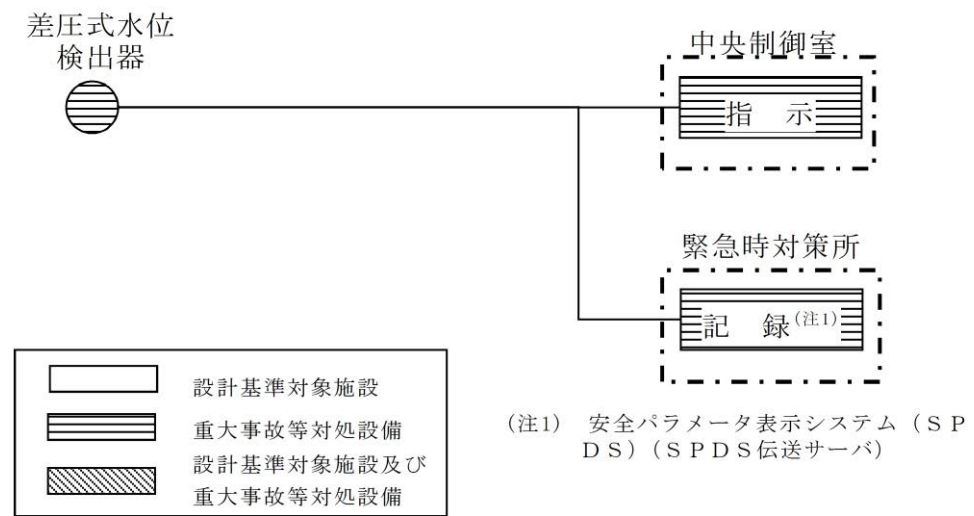 差圧式水位
検出器
中央制御室
指 示
緊急時対策所
記 録(注1)
設計基準対象施設
重大事故等対処設備
設計基準対象施設及び
重大事故等対処設備
(注1) 安全パラメータ表示システム（SP
DS）（SPDS伝送サーバ）